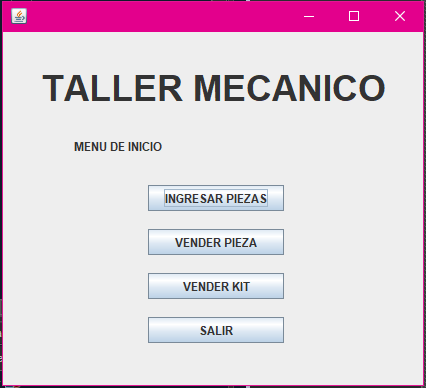 TALLER MECANICO
MENU DE INICIO
INGRESAR PIEZAS
VENDER PIEZA
VENDER KIT
SALIR